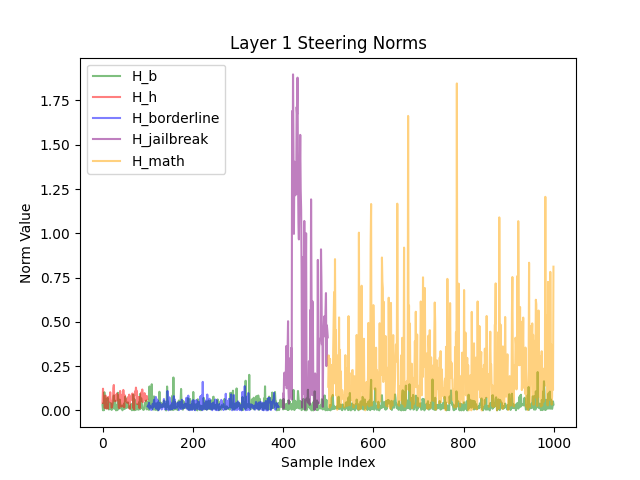 Layer 1 Steering Norms
H_b
H_h
H_borderline
H_jailbreak
H_math
Norm Value
1.75
1.50
1.25
1.00
0.75
0.50
0.25
0.00
0 200 400 600 800 1000
Sample Index